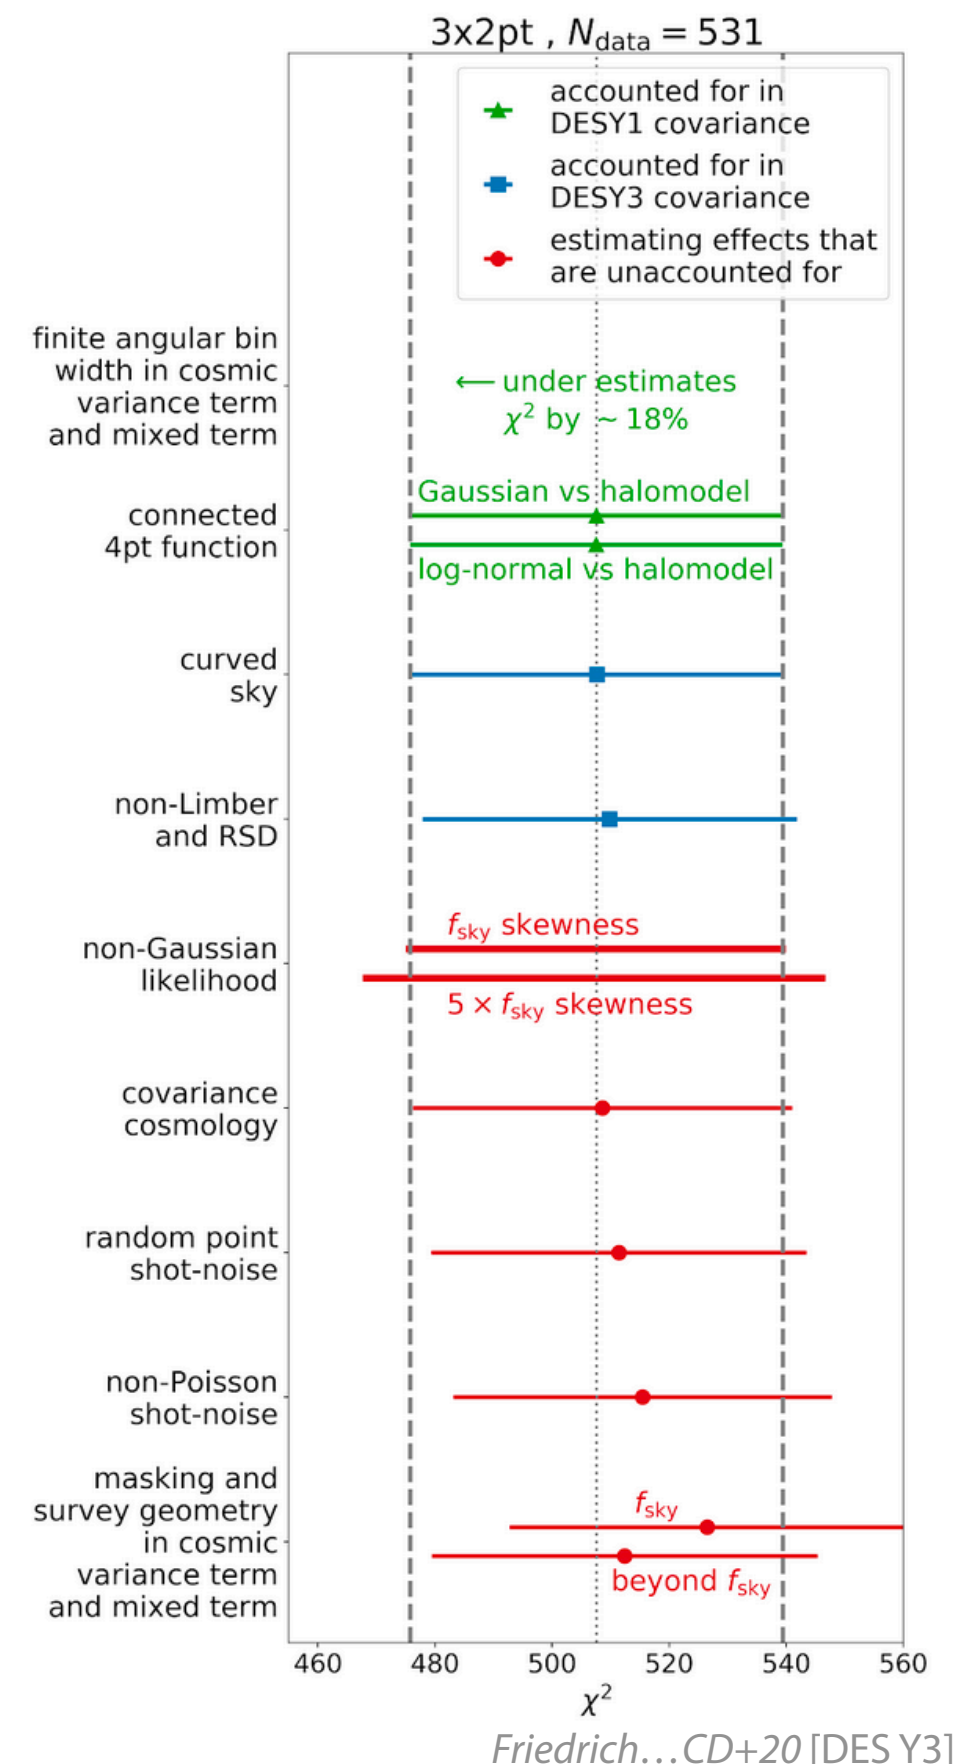 3x2pt , N_data = 531
accounted for in
DESY1 covariance
accounted for in
DESY3 covariance
estimating effects that
are unaccounted for
finite angular bin
width in cosmic
variance term
and mixed term
⟵ under estimates
χ² by ~ 18%
connected
4pt function
Gaussian vs halomodel
log-normal vs halomodel
curved
sky
non-Limber
and RSD
non-Gaussian
likelihood
f_sky skewness
5 × f_sky skewness
covariance
cosmology
random point
shot-noise
non-Poisson
shot-noise
masking and
survey geometry
in cosmic
variance term
and mixed term
f_sky
beyond f_sky
460 480 500 520 540 560
χ²
Friedrich…CD+20 [DES Y3]